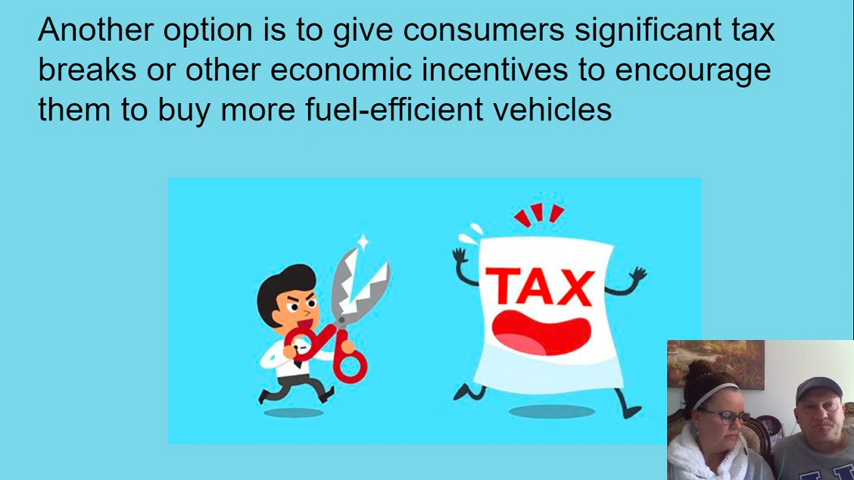 Another option is to give consumers significant tax
breaks or other economic incentives to encourage
them to buy more fuel-efficient vehicles
TAX